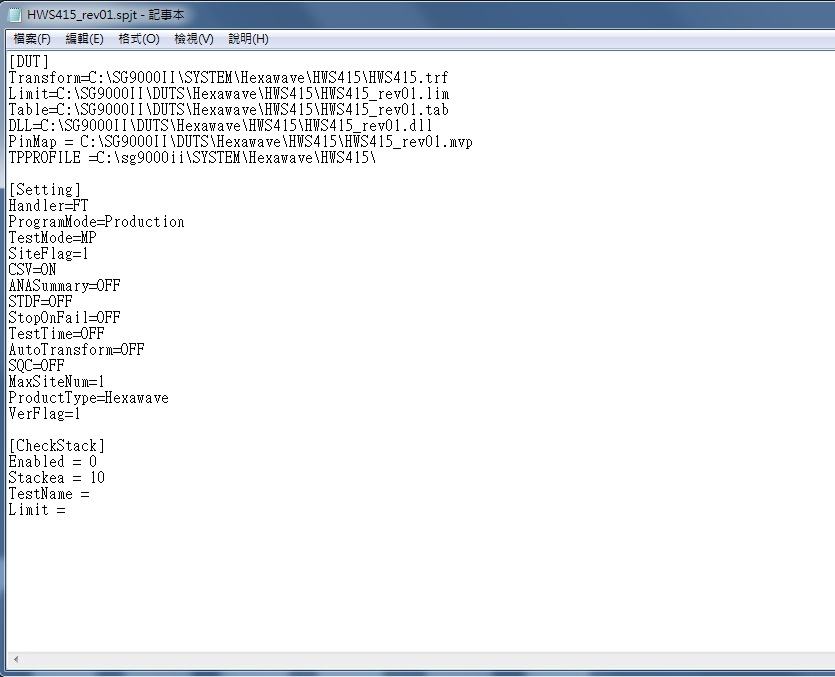 HWS415_rev01.spjt - 記事本
檔案(F) 編輯(E) 格式(O) 檢視(V) 說明(H)
[DUT]
Transform=C:\SG9000II\SYSTEM\Hexawave\HWS415\HWS415.trf
Limit=C:\SG9000II\DUTS\Hexawave\HWS415\HWS415_rev01.lim
Table=C:\SG9000II\DUTS\Hexawave\HWS415\HWS415_rev01.tab
DLL=C:\SG9000II\DUTS\Hexawave\HWS415\HWS415_rev01.dll
PinMap = C:\SG9000II\DUTS\Hexawave\HWS415\HWS415_rev01.mvp
TPPROFILE =C:\sg9000ii\SYSTEM\Hexawave\HWS415\
[Setting]
Handler=FT
ProgramMode=Production
TestMode=MP
SiteFlag=1
CSV=ON
ANASummary=OFF
STDF=OFF
StopOnFail=OFF
TestTime=OFF
AutoTransform=OFF
SQC=OFF
MaxSiteNum=1
ProductType=Hexawave
VerFlag=1
[CheckStack]
Enabled = 0
Stackea = 10
TestName =
Limit =